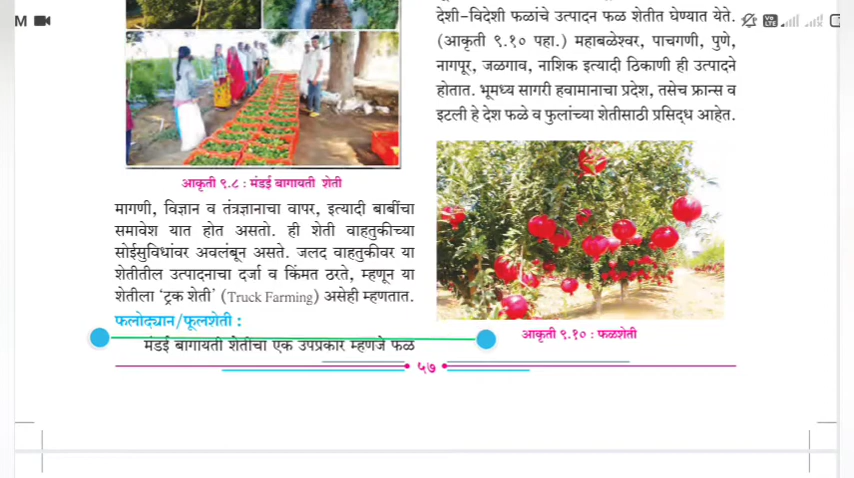 M
आकृती ९.८ : मंडई बागायती शेती
मागणी, विज्ञान व तंत्रज्ञानाचा वापर, इत्यादी बाबींचा
समावेश यात होत असतो. ही शेती वाहतुकीच्या
सोईसुविधांवर अवलंबून असते. जलद वाहतुकीवर या
शेतीतील उत्पादनाचा दर्जा व किंमत ठरते, म्हणून या
शेतीला ‘ट्रक शेती’ (Truck Farming) असेही म्हणतात.
फलोद्यान/फूलशेती :
मंडई बागायती शेतीचा एक उपप्रकार म्हणजे फळ
देशी-विदेशी फळांचे उत्पादन फळ शेतीत घेण्यात येते.
(आकृती ९.१० पहा.) महाबळेश्वर, पाचगणी, पुणे,
नागपूर, जळगाव, नाशिक इत्यादी ठिकाणी ही उत्पादने
होतात. भूमध्य सागरी हवामानाचा प्रदेश, तसेच फ्रान्स व
इटली हे देश फळे व फुलांच्या शेतीसाठी प्रसिद्ध आहेत.
आकृती ९.१० : फळशेती
५७